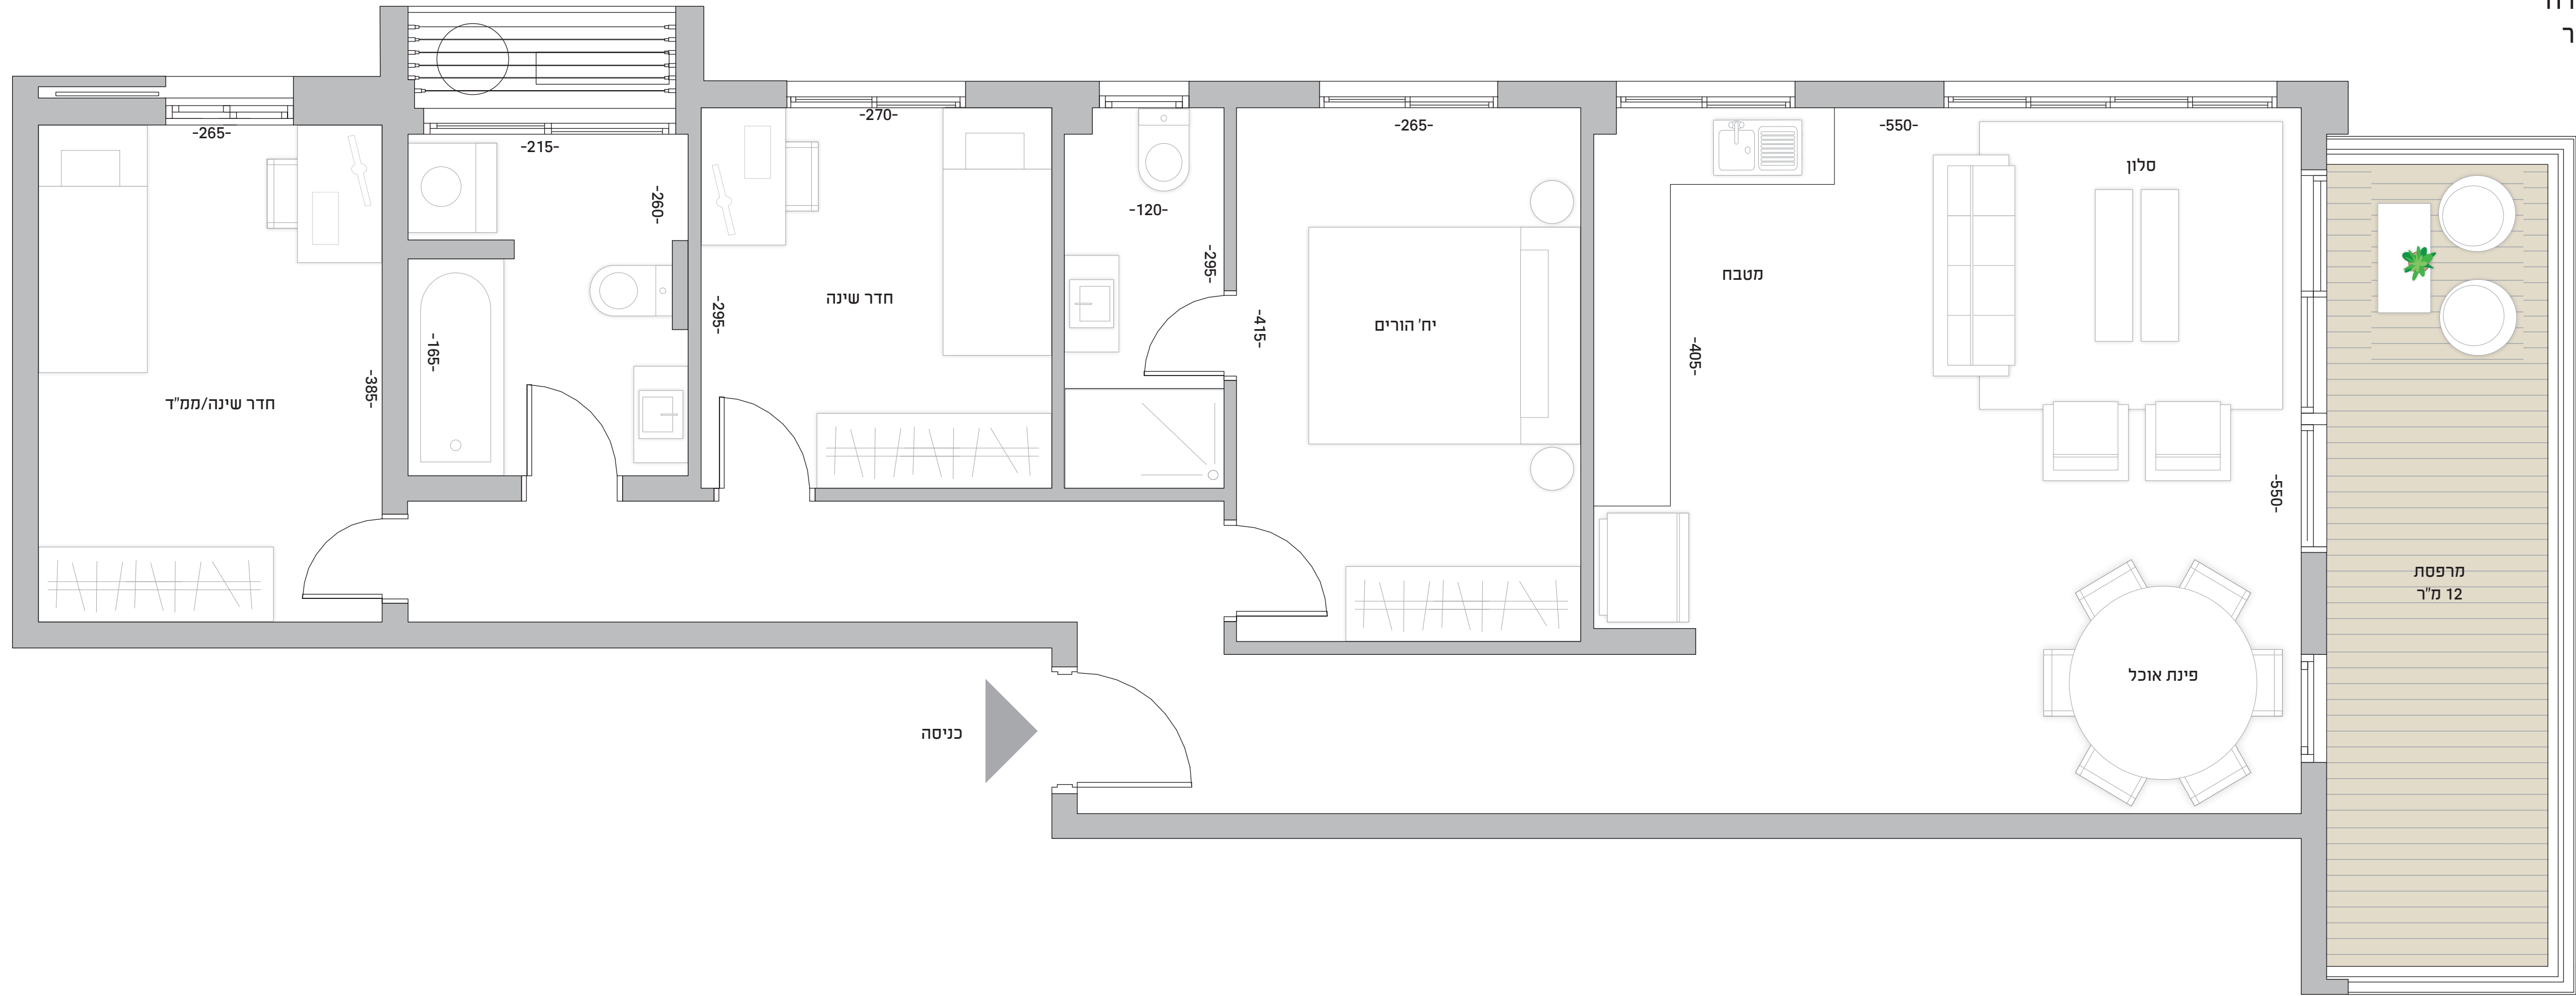 -265-
-215-
-260-
-270-
-120-
-295-
-265-
-550-
סלון
מטבח
חדר שינה
-295-
יח' הורים
-415-
-405-
-165-
-385-
חדר שינה/ממ"ד
-550-
מרפסת
12 מ"ר
פינת אוכל
כניסה